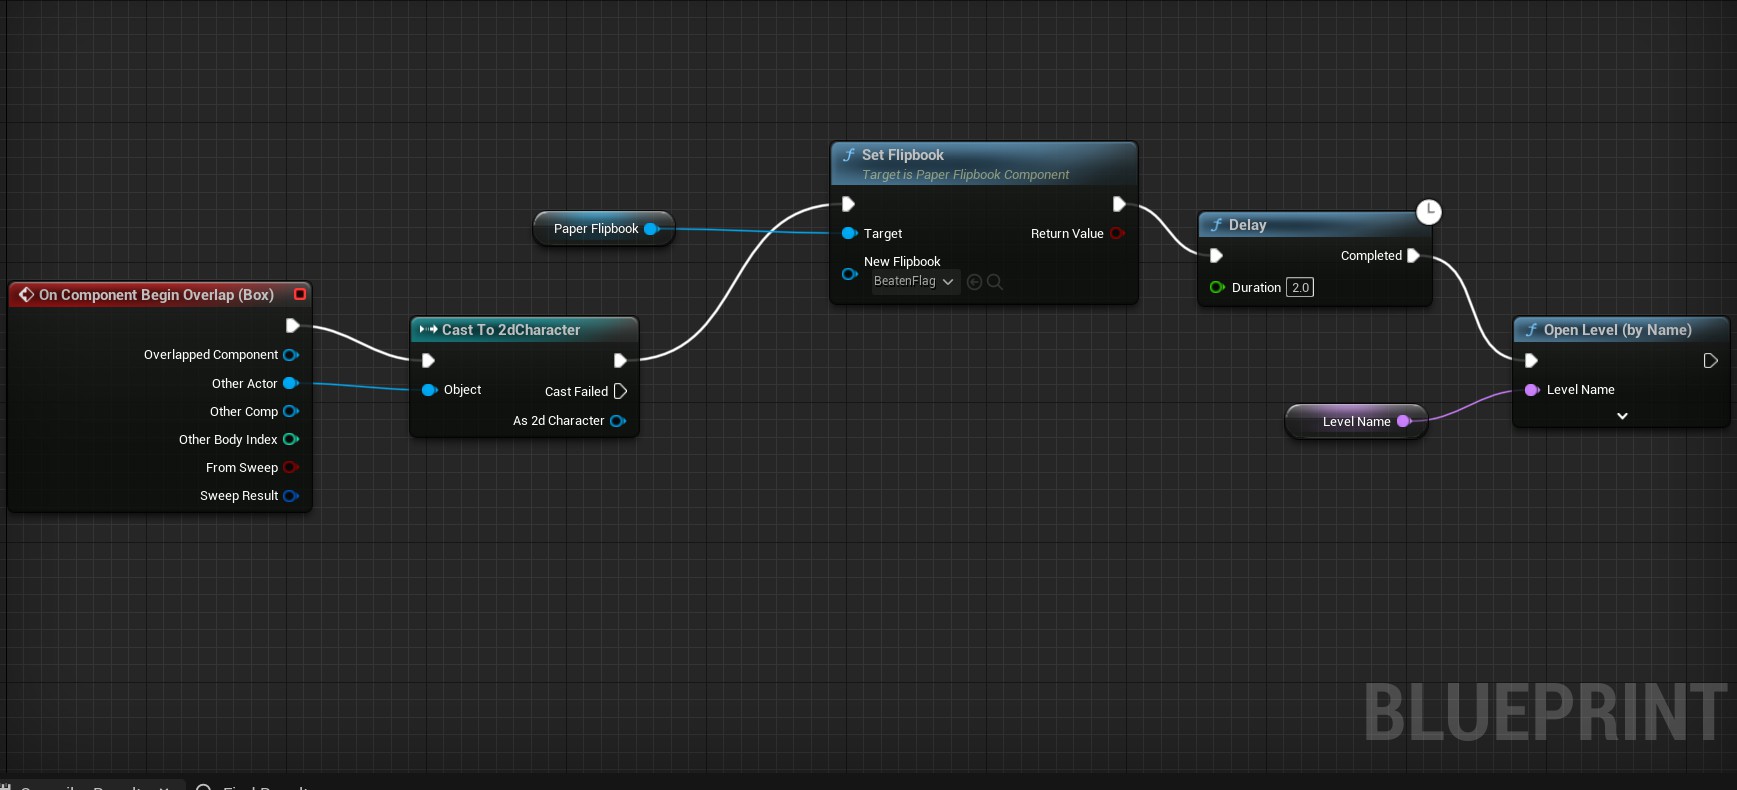 On Component Begin Overlap (Box)
Overlapped Component
Other Actor
Other Comp
Other Body Index
From Sweep
Sweep Result
Cast To 2dCharacter
Object
Cast Failed
As 2d Character
Paper Flipbook
Set Flipbook
Target is Paper Flipbook Component
Target
Return Value
New Flipbook
BeatenFlag
Delay
Completed
Duration 2.0
Open Level (by Name)
Level Name
Level Name
BLUEPRINT